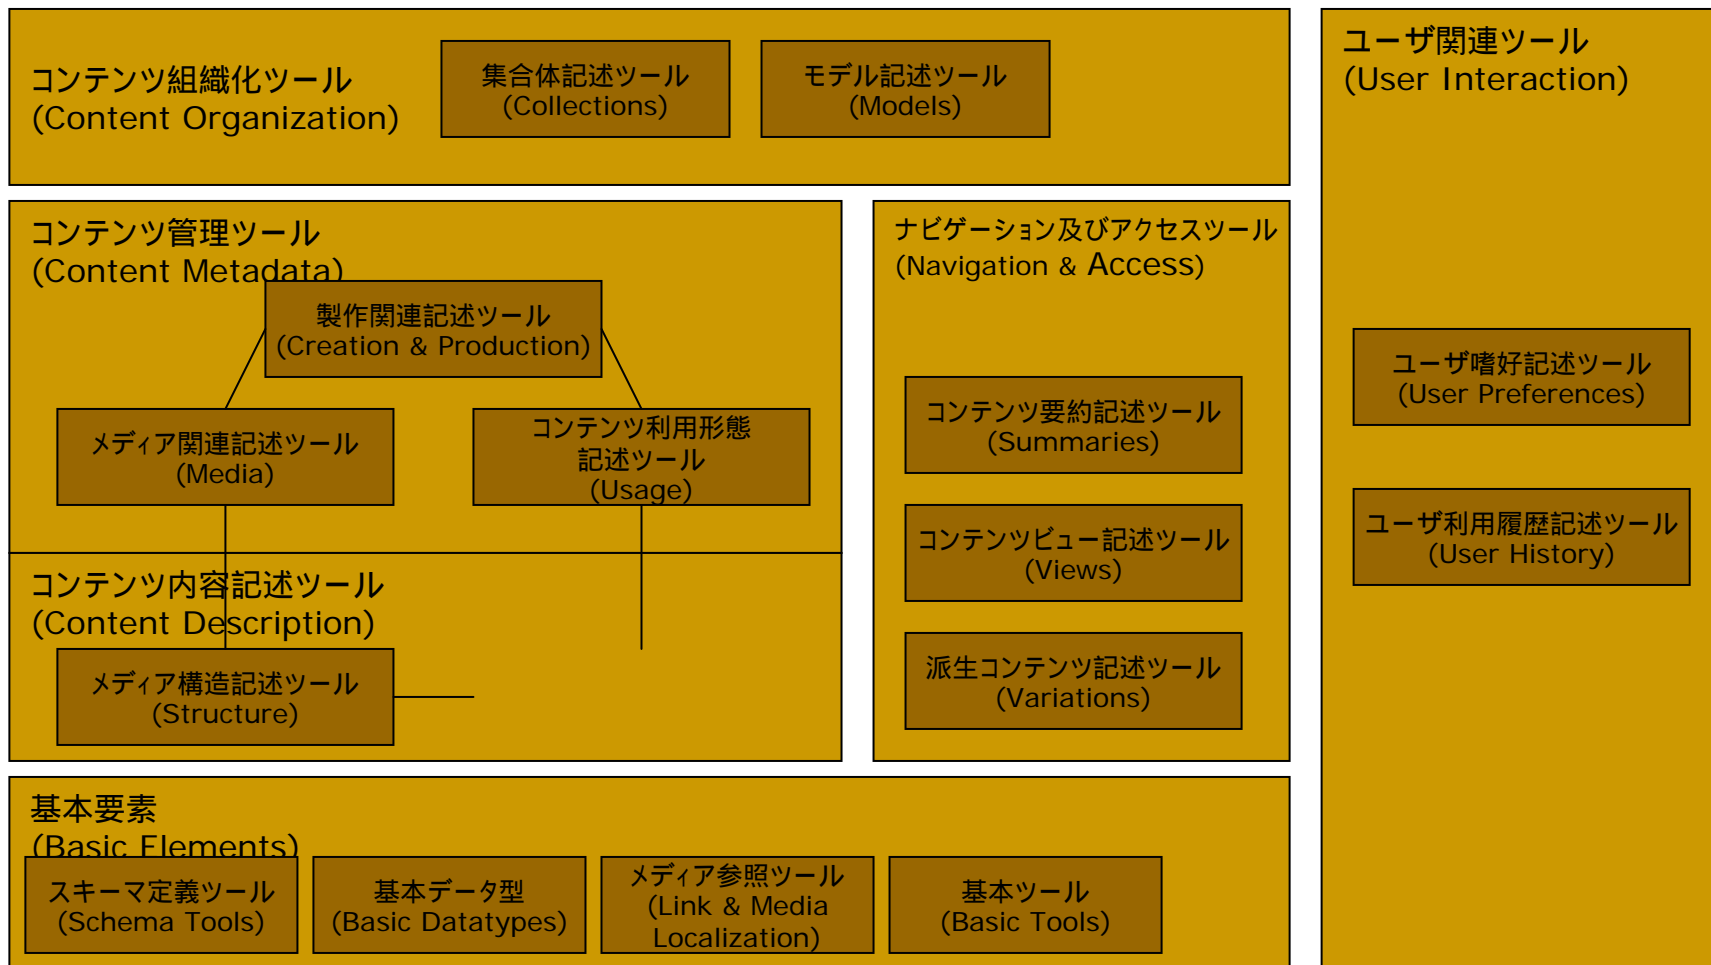 コンテンツ組織化ツール
(Content Organization)
集合体記述ツール
(Collections)
モデル記述ツール
(Models)
ユーザ関連ツール
(User Interaction)
コンテンツ管理ツール
(Content Metadata)
製作関連記述ツール
(Creation & Production)
メディア関連記述ツール
(Media)
コンテンツ利用形態
記述ツール
(Usage)
コンテンツ内容記述ツール
(Content Description)
メディア構造記述ツール
(Structure)
ナビゲーション及びアクセスツール
(Navigation & Access)
コンテンツ要約記述ツール
(Summaries)
コンテンツビュー記述ツール
(Views)
派生コンテンツ記述ツール
(Variations)
ユーザ嗜好記述ツール
(User Preferences)
ユーザ利用履歴記述ツール
(User History)
基本要素
(Basic Elements)
スキーマ定義ツール
(Schema Tools)
基本データ型
(Basic Datatypes)
メディア参照ツール
(Link & Media
Localization)
基本ツール
(Basic Tools)